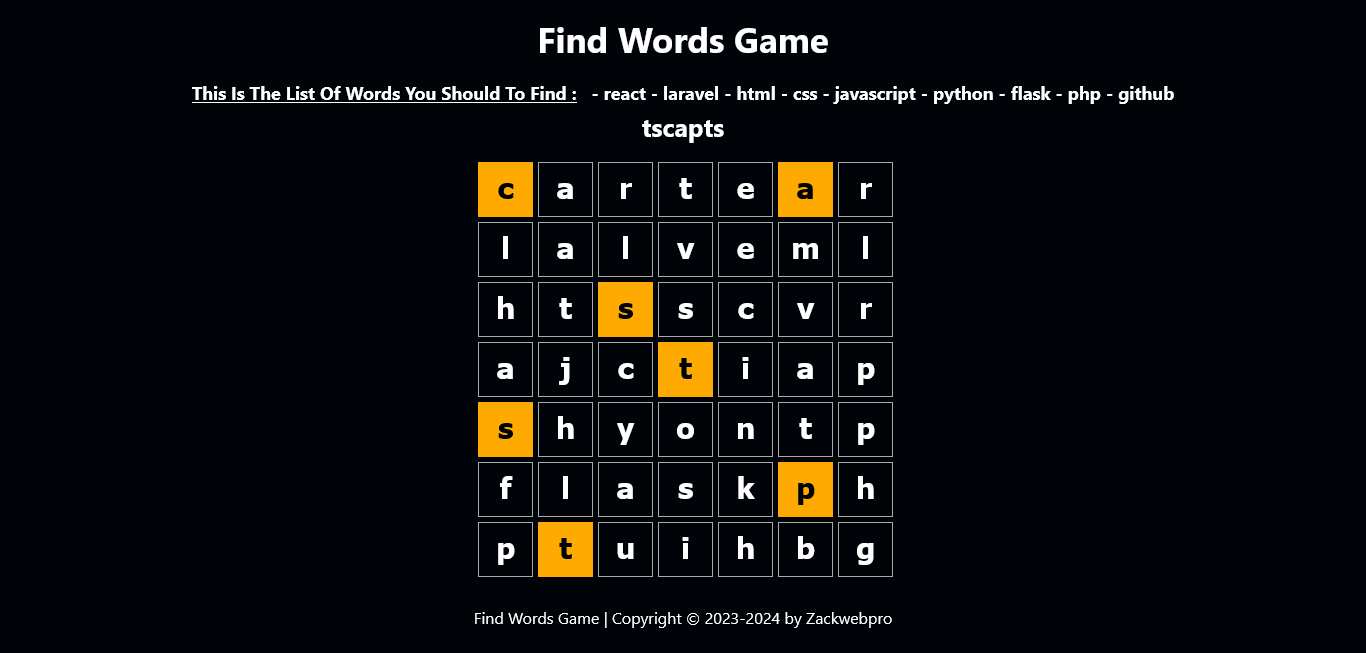 Find Words Game
This Is The List Of Words You Should To Find : - react - laravel - html - css - javascript - python - flask - php - github
tscapts
c a r t e a r
l a l v e m l
h t s s c v r
a j c t i a p
s h y o n t p
f l a s k p h
p t u i h b g
Find Words Game | Copyright © 2023-2024 by Zackwebpro